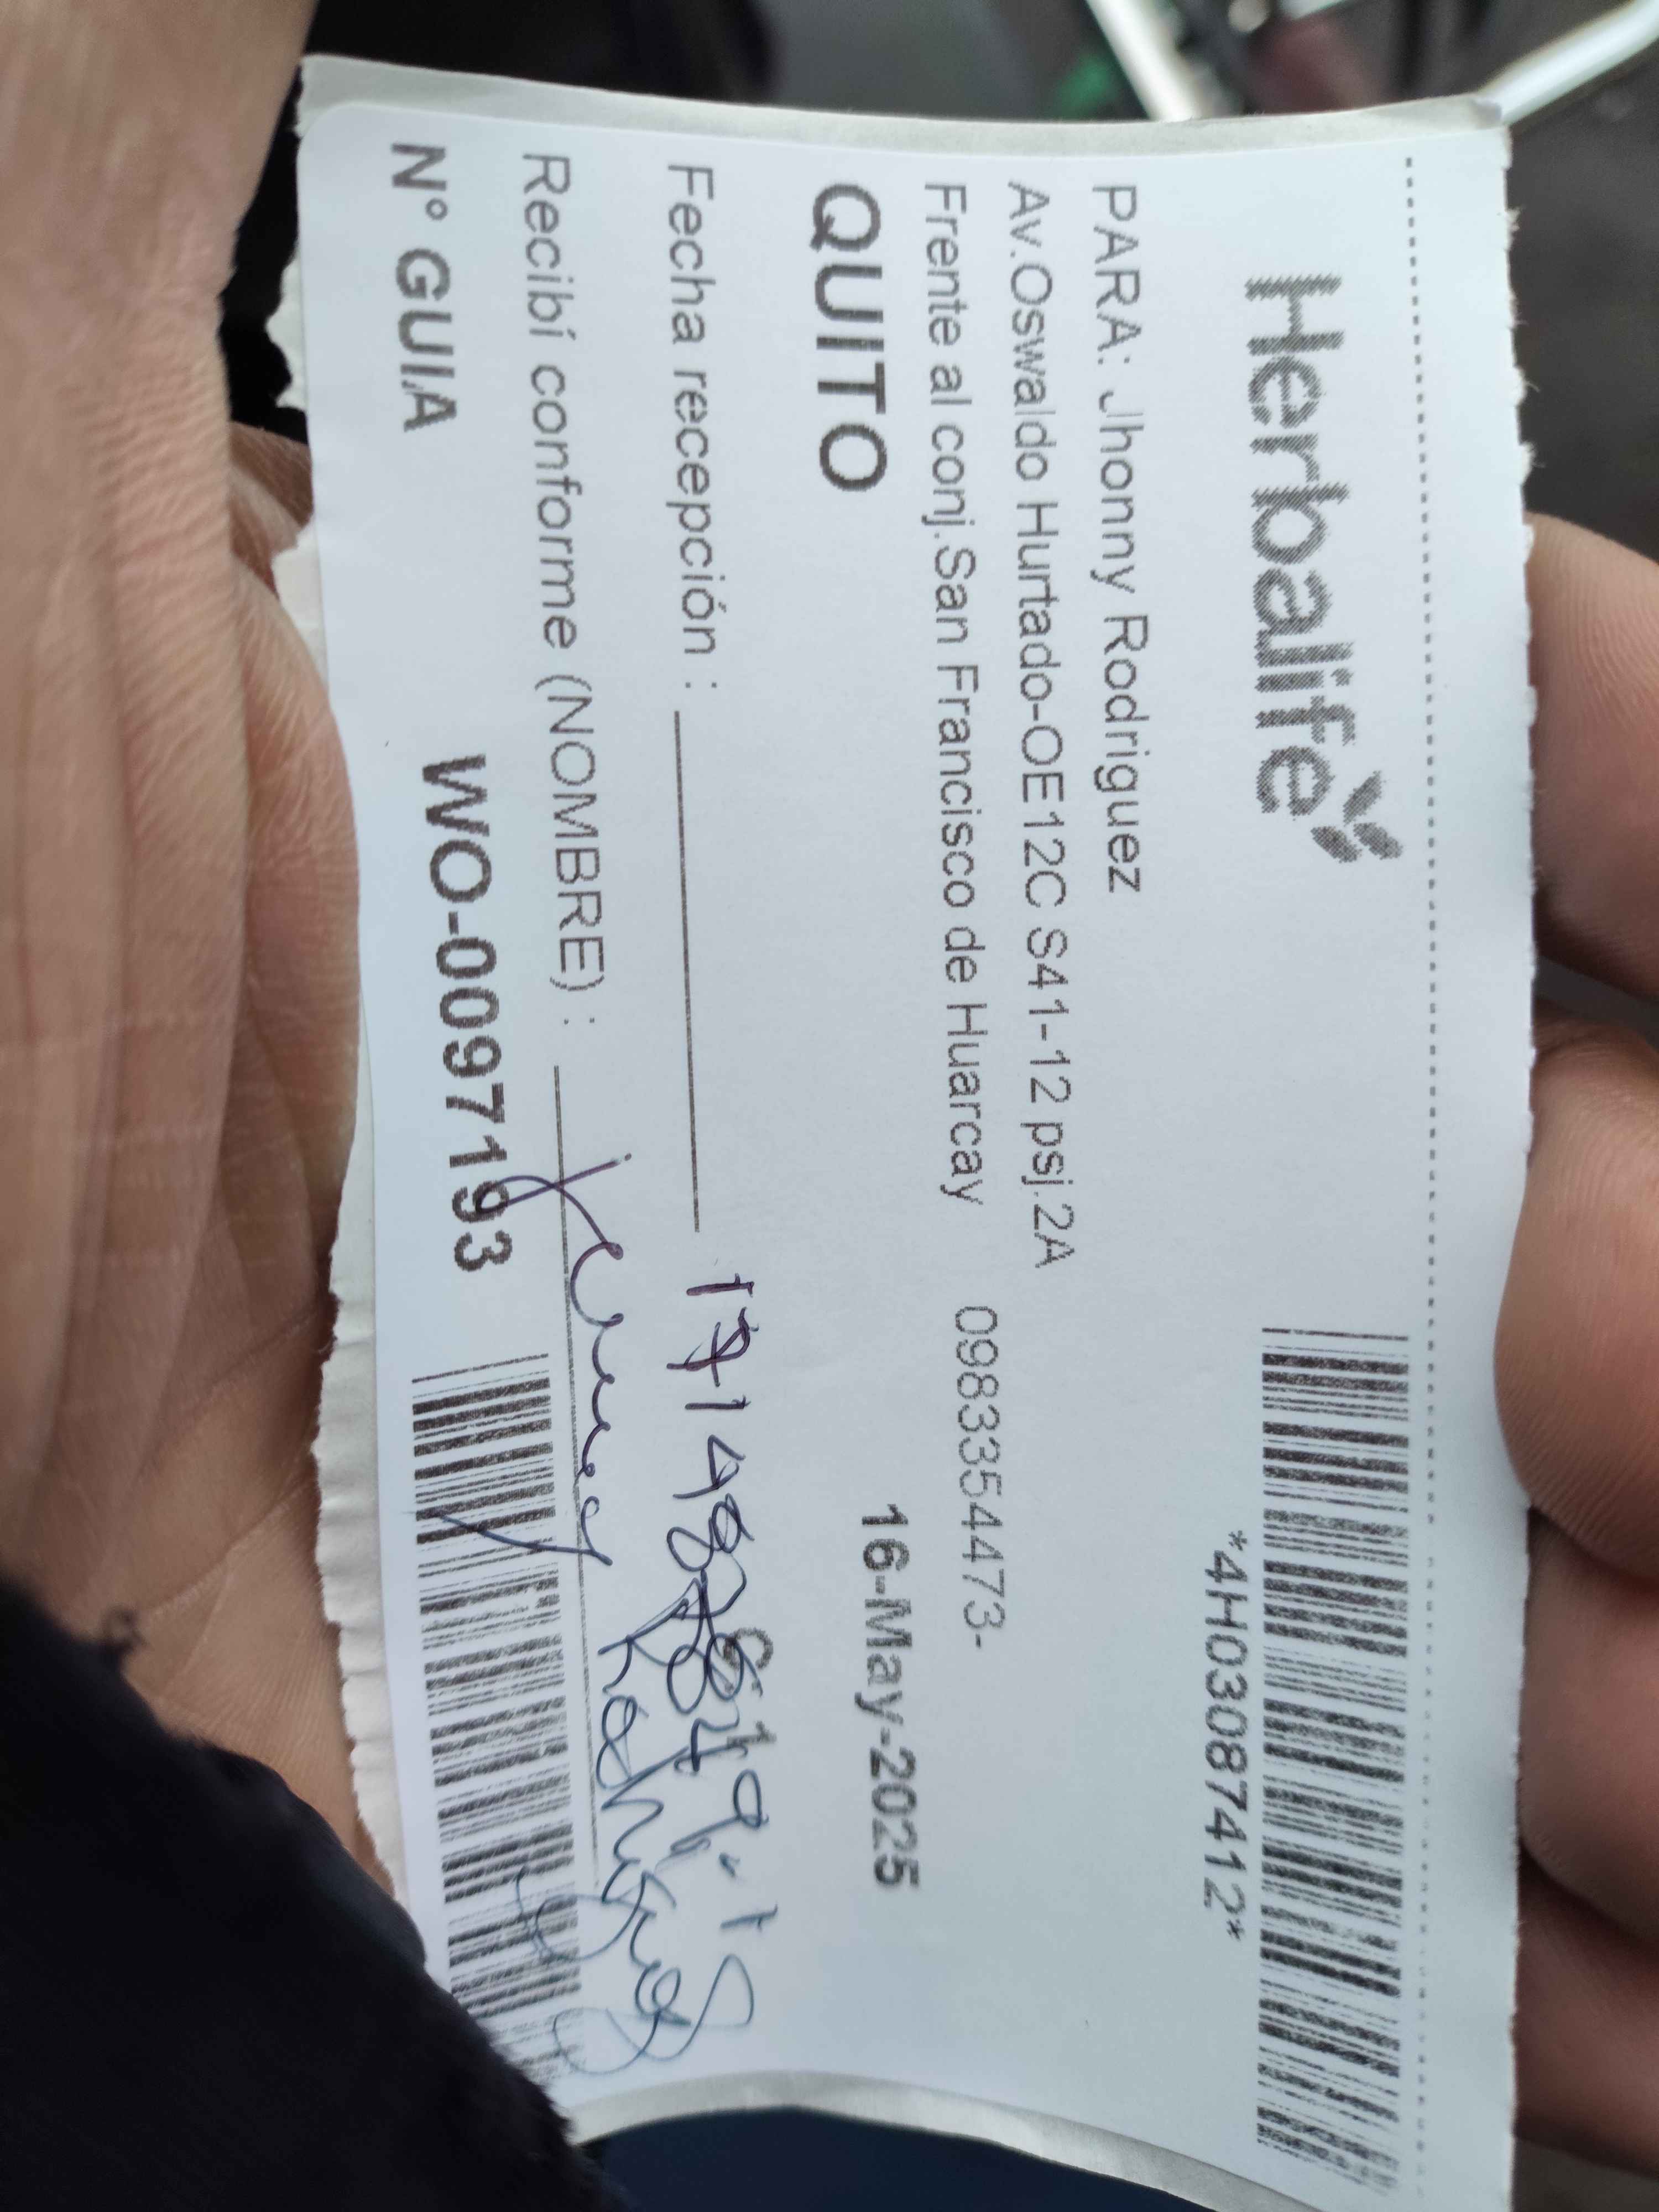 Herbalife
*4H03087412*
PARA: Jhonny Rodriguez
Av.Oswaldo Hurtado-OE12C S41-12 psj.2A
Frente al conj.San Francisco de Huarcay 0983354473-
QUITO 16-May-2025
Fecha recepción :
Recibí conforme (NOMBRE) :
N° GUIA WO-0097193